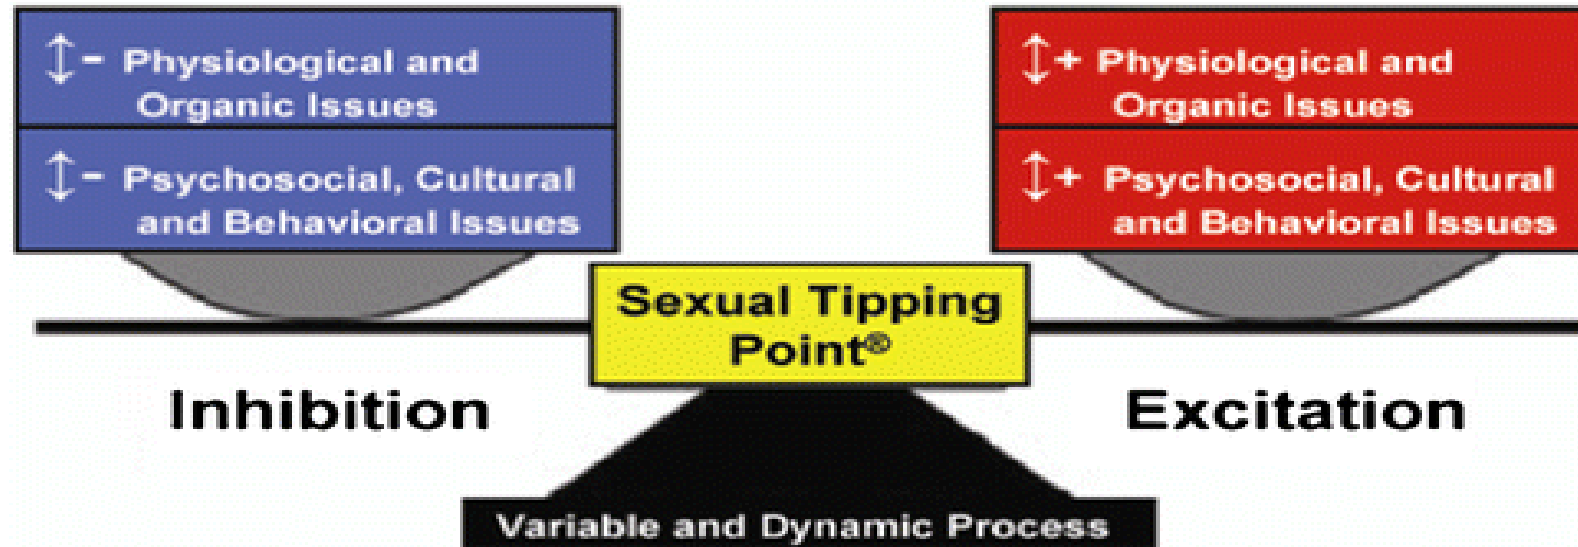 ↕- Physiological and
Organic Issues
↕- Psychosocial, Cultural
and Behavioral Issues
↕+ Physiological and
Organic Issues
↕+ Psychosocial, Cultural
and Behavioral Issues
Sexual Tipping
Point®
Inhibition
Excitation
Variable and Dynamic Process